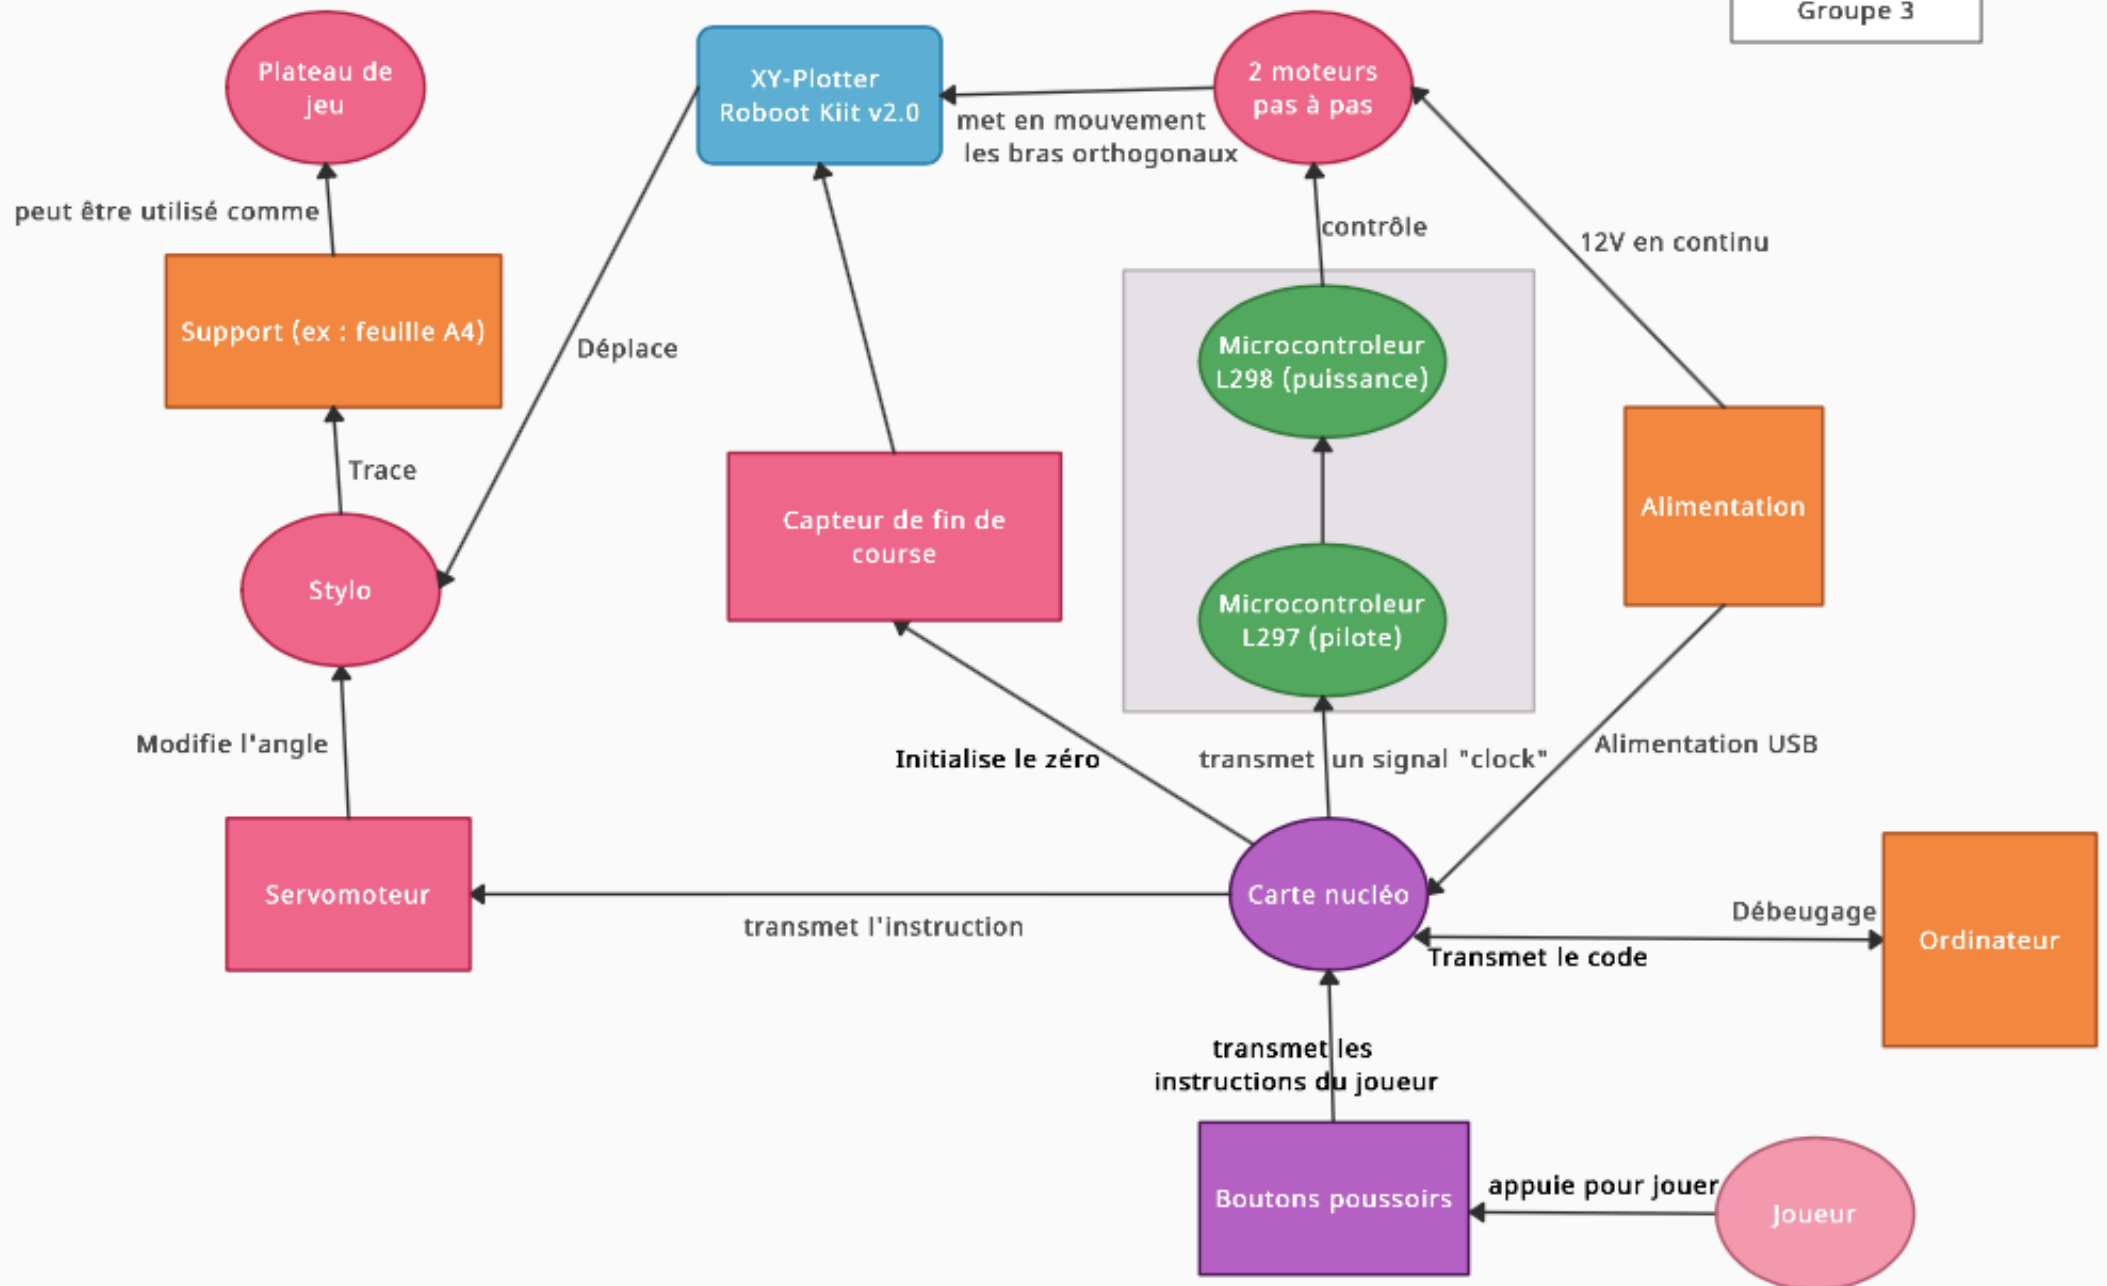 Groupe 3
Plateau de
jeu
XY-Plotter
Roboot Kiit v2.0
2 moteurs
pas à pas
met en mouvement
les bras orthogonaux
peut être utilisé comme
contrôle
12V en continu
Support (ex : feuille A4)
Déplace
Microcontroleur
L298 (puissance)
Trace
Capteur de fin de
course
Alimentation
Stylo
Microcontroleur
L297 (pilote)
Modifie l'angle
Initialise le zéro
transmet un signal "clock"
Alimentation USB
Servomoteur
transmet l'instruction
Carte nucléo
Débeugage
Transmet le code
Ordinateur
transmet les
instructions du joueur
Boutons poussoirs
appuie pour jouer
Joueur